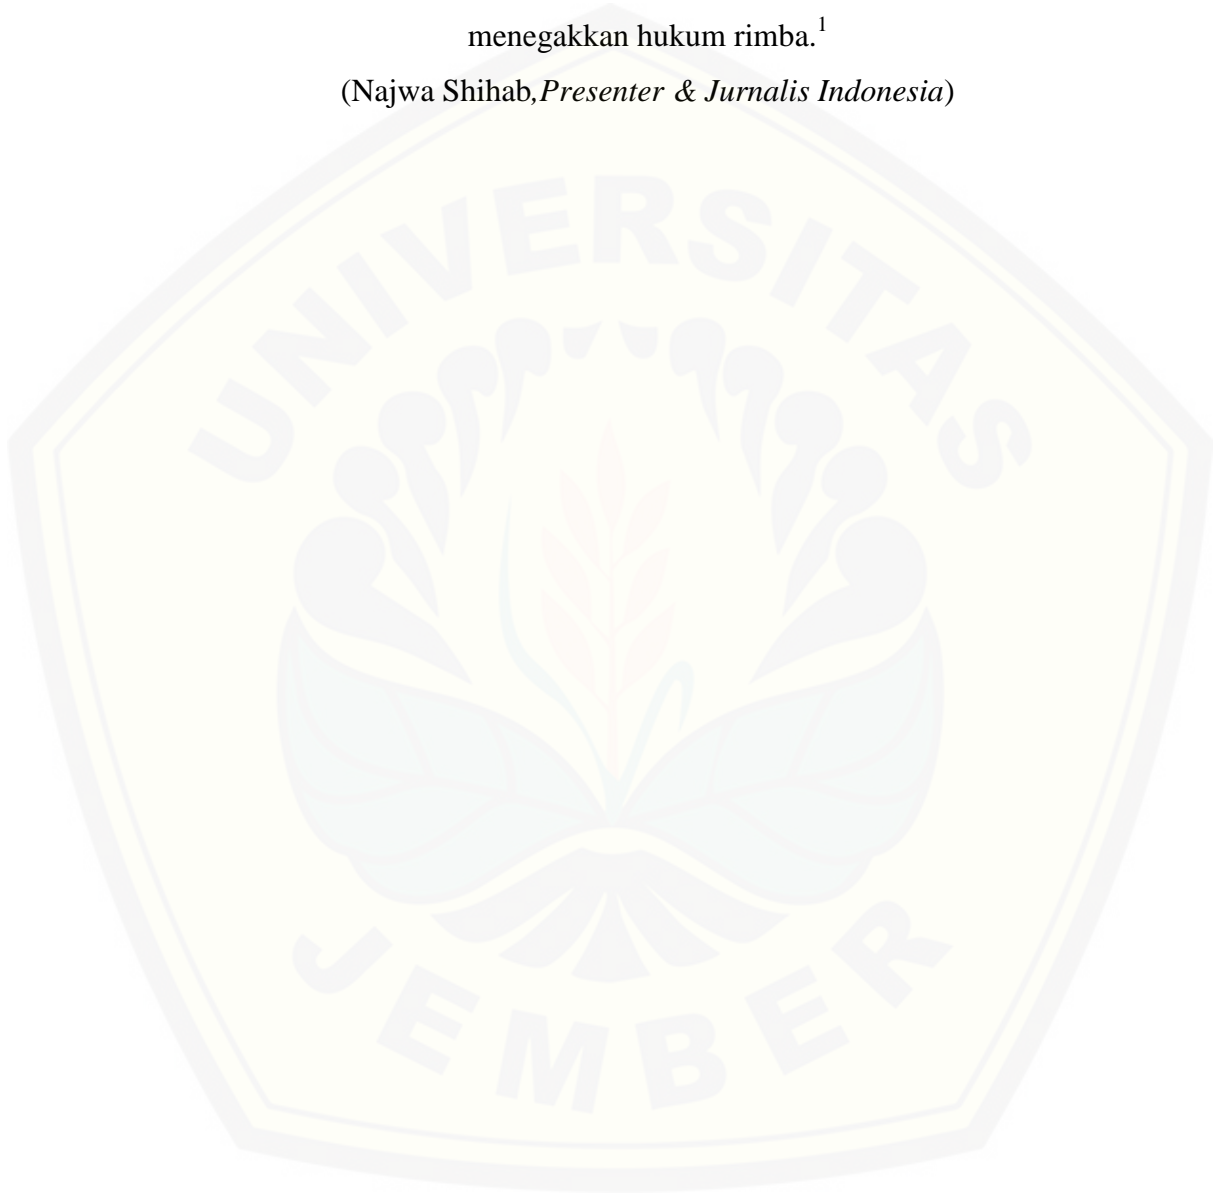 menegakkan hukum rimba.¹
(Najwa Shihab,Presenter & Jurnalis Indonesia)
UNIVERSITAS
JEMBER